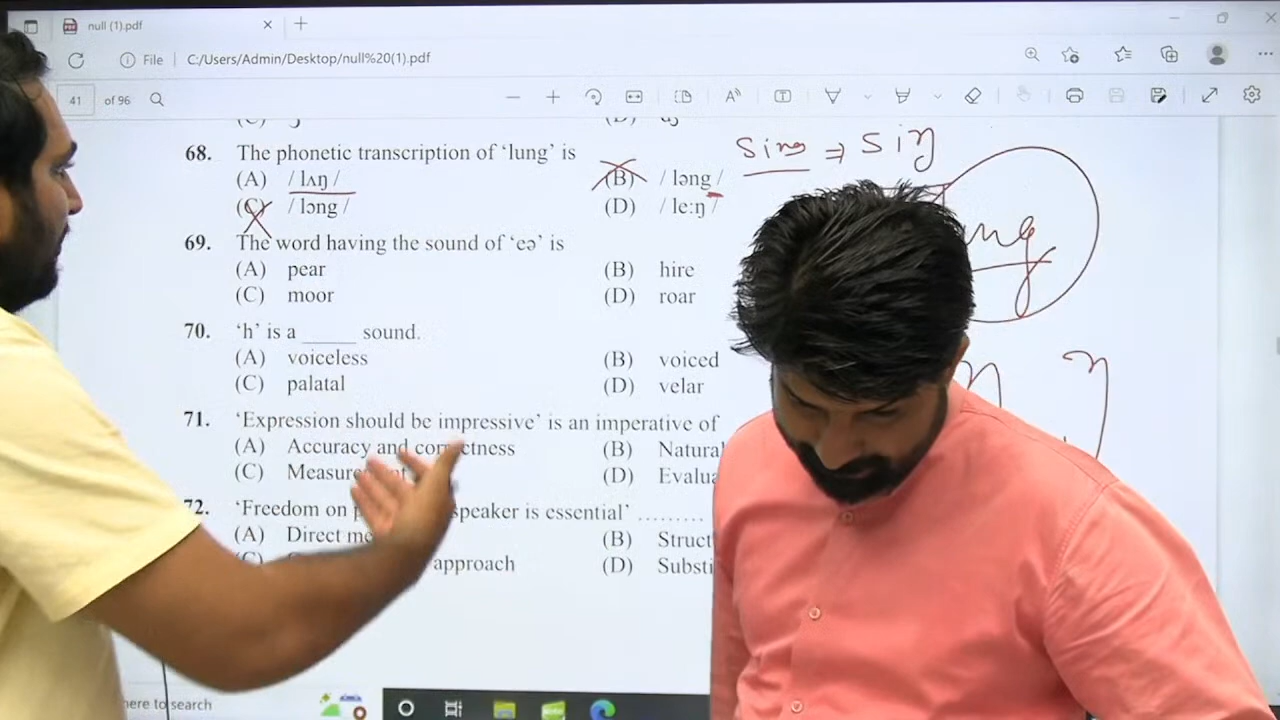 null (1).pdf
File C:/Users/Admin/Desktop/null%20(1).pdf
41 of 96
68. The phonetic transcription of ‘lung’ is
(A) / lʌŋ / (B) / ləng /
(C) / lɔng / (D) / le:ŋ /
sing ⇒ siŋ
ung
69. The word having the sound of ‘eə’ is
(A) pear (B) hire
(C) moor (D) roar
70. ‘h’ is a _____ sound.
(A) voiceless (B) voiced
(C) palatal (D) velar
η η
71. ‘Expression should be impressive’ is an imperative of
(A) Accuracy and correctness (B) Natural
(C) (D) Evalua
72. ‘Freedom on speaker is essential’ .........
(A) Direct me (B) Struct
(C) approach (D) Substi
here to search